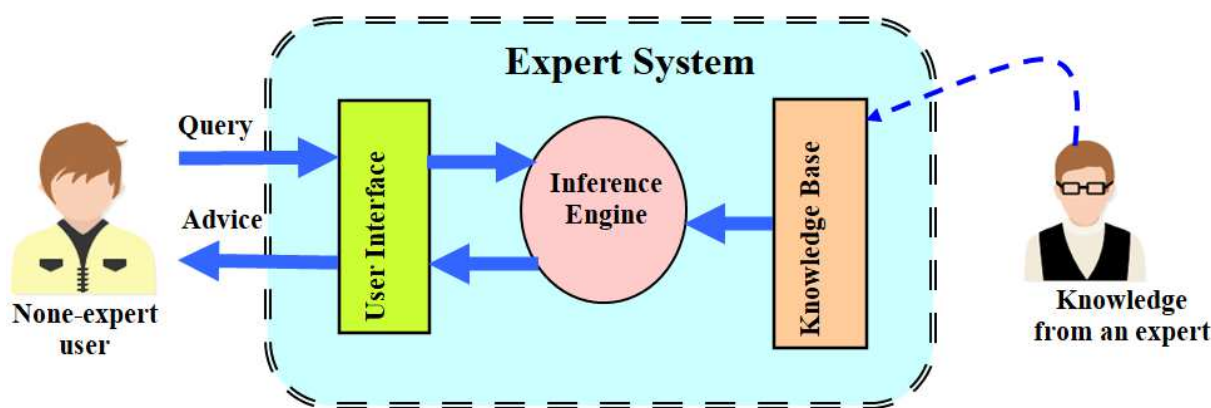 Expert System
Query
Advice
None-expert
user
User Interface
Inference
Engine
Knowledge Base
Knowledge
from an expert